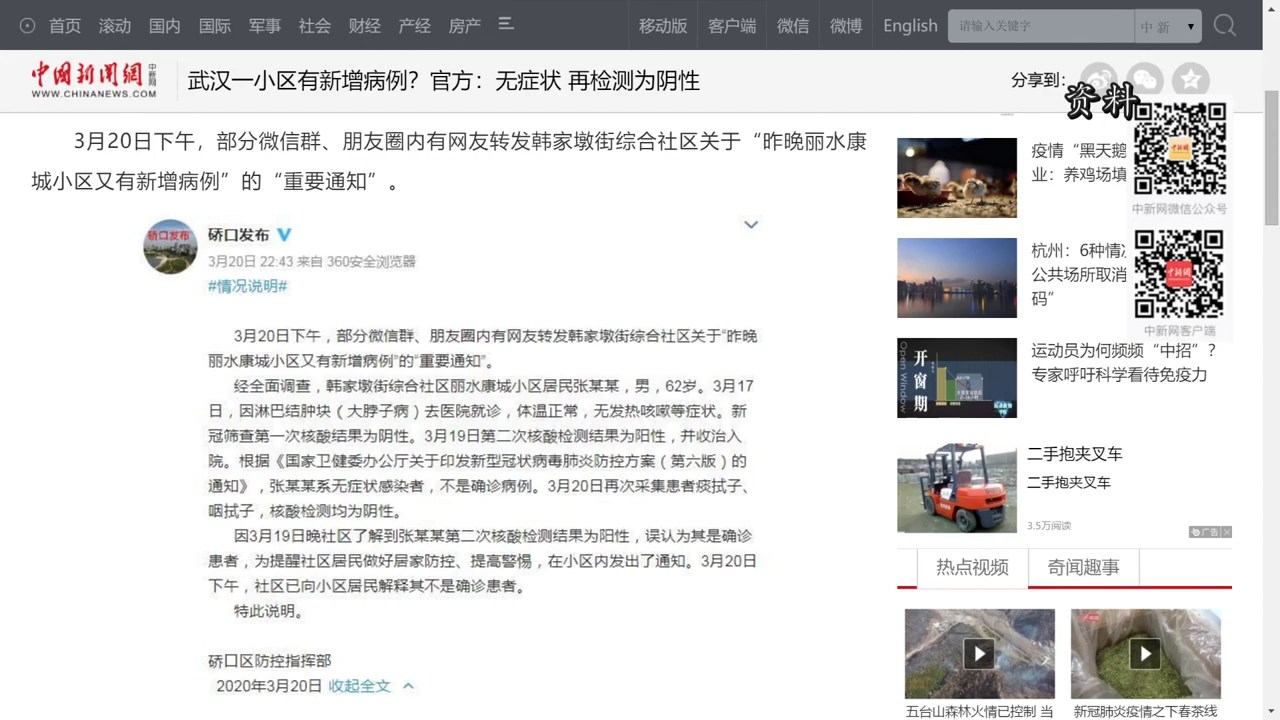 首页 滚动 国内 国际 军事 社会 财经 产经 房产 移动版 客户端 微信 微博 English 请输入关键字 中新
中国新闻網 中新网
WWW.CHINANEWS.COM
武汉一小区有新增病例？官方：无症状 再检测为阴性
分享到：
资料
3月20日下午，部分微信群、朋友圈内有网友转发韩家墩街综合社区关于“昨晚丽水康
城小区又有新增病例”的“重要通知”。
硚口发布
硚口发布
3月20日 22:43 来自 360安全浏览器
#情况说明#
3月20日下午，部分微信群、朋友圈内有网友转发韩家墩街综合社区关于“昨晚
丽水康城小区又有新增病例”的“重要通知”。
经全面调查，韩家墩街综合社区丽水康城小区居民张某某，男，62岁。3月17
日，因淋巴结肿块（大脖子病）去医院就诊，体温正常，无发热咳嗽等症状。新
冠筛查第一次核酸结果为阴性。3月19日第二次核酸检测结果为阳性，并收治入
院。根据《国家卫健委办公厅关于印发新型冠状病毒肺炎防控方案（第六版）的
通知》，张某某系无症状感染者，不是确诊病例。3月20日再次采集患者痰拭子、
咽拭子，核酸检测均为阴性。
因3月19日晚社区了解到张某某第二次核酸检测结果为阳性，误认为其是确诊
患者，为提醒社区居民做好居家防控、提高警惕，在小区内发出了通知。3月20日
下午，社区已向小区居民解释其不是确诊患者。
特此说明。
硚口区防控指挥部
2020年3月20日 收起全文
疫情“黑天鹅
业：养鸡场填
中新网
中新网微信公众号
杭州：6种情况
公共场所取消
码”
中新网
中新网客户端
开窗期
Open Window
运动员为何频频“中招”？
专家呼吁科学看待免疫力
二手抱夹叉车
二手抱夹叉车
3.5万阅读
广告
热点视频 奇闻趣事
五台山森林火情已控制 当
新冠肺炎疫情之下春茶线